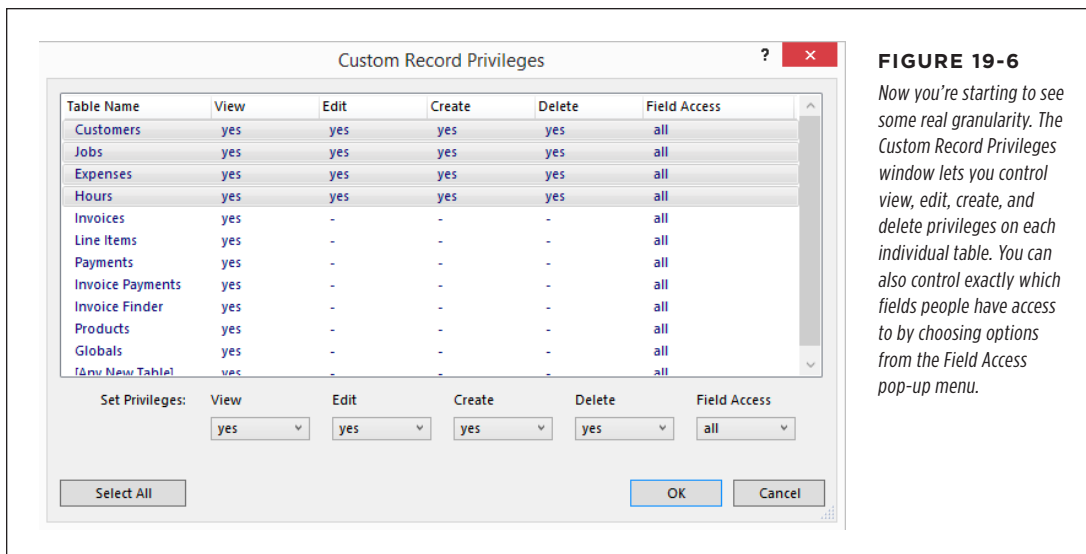 Custom Record Privileges ? ×
Table Name View Edit Create Delete Field Access
Customers yes yes yes yes all
Jobs yes yes yes yes all
Expenses yes yes yes yes all
Hours yes yes yes yes all
Invoices yes - - - all
Line Items yes - - - all
Payments yes - - - all
Invoice Payments yes - - - all
Invoice Finder yes - - - all
Products yes - - - all
Globals yes - - - all
[Any New Table] yes - - - all
Set Privileges: View Edit Create Delete Field Access
yes yes yes yes all
Select All OK Cancel
FIGURE 19-6
Now you're starting to see
some real granularity. The
Custom Record Privileges
window lets you control
view, edit, create, and
delete privileges on each
individual table. You can
also control exactly which
fields people have access
to by choosing options
from the Field Access
pop-up menu.